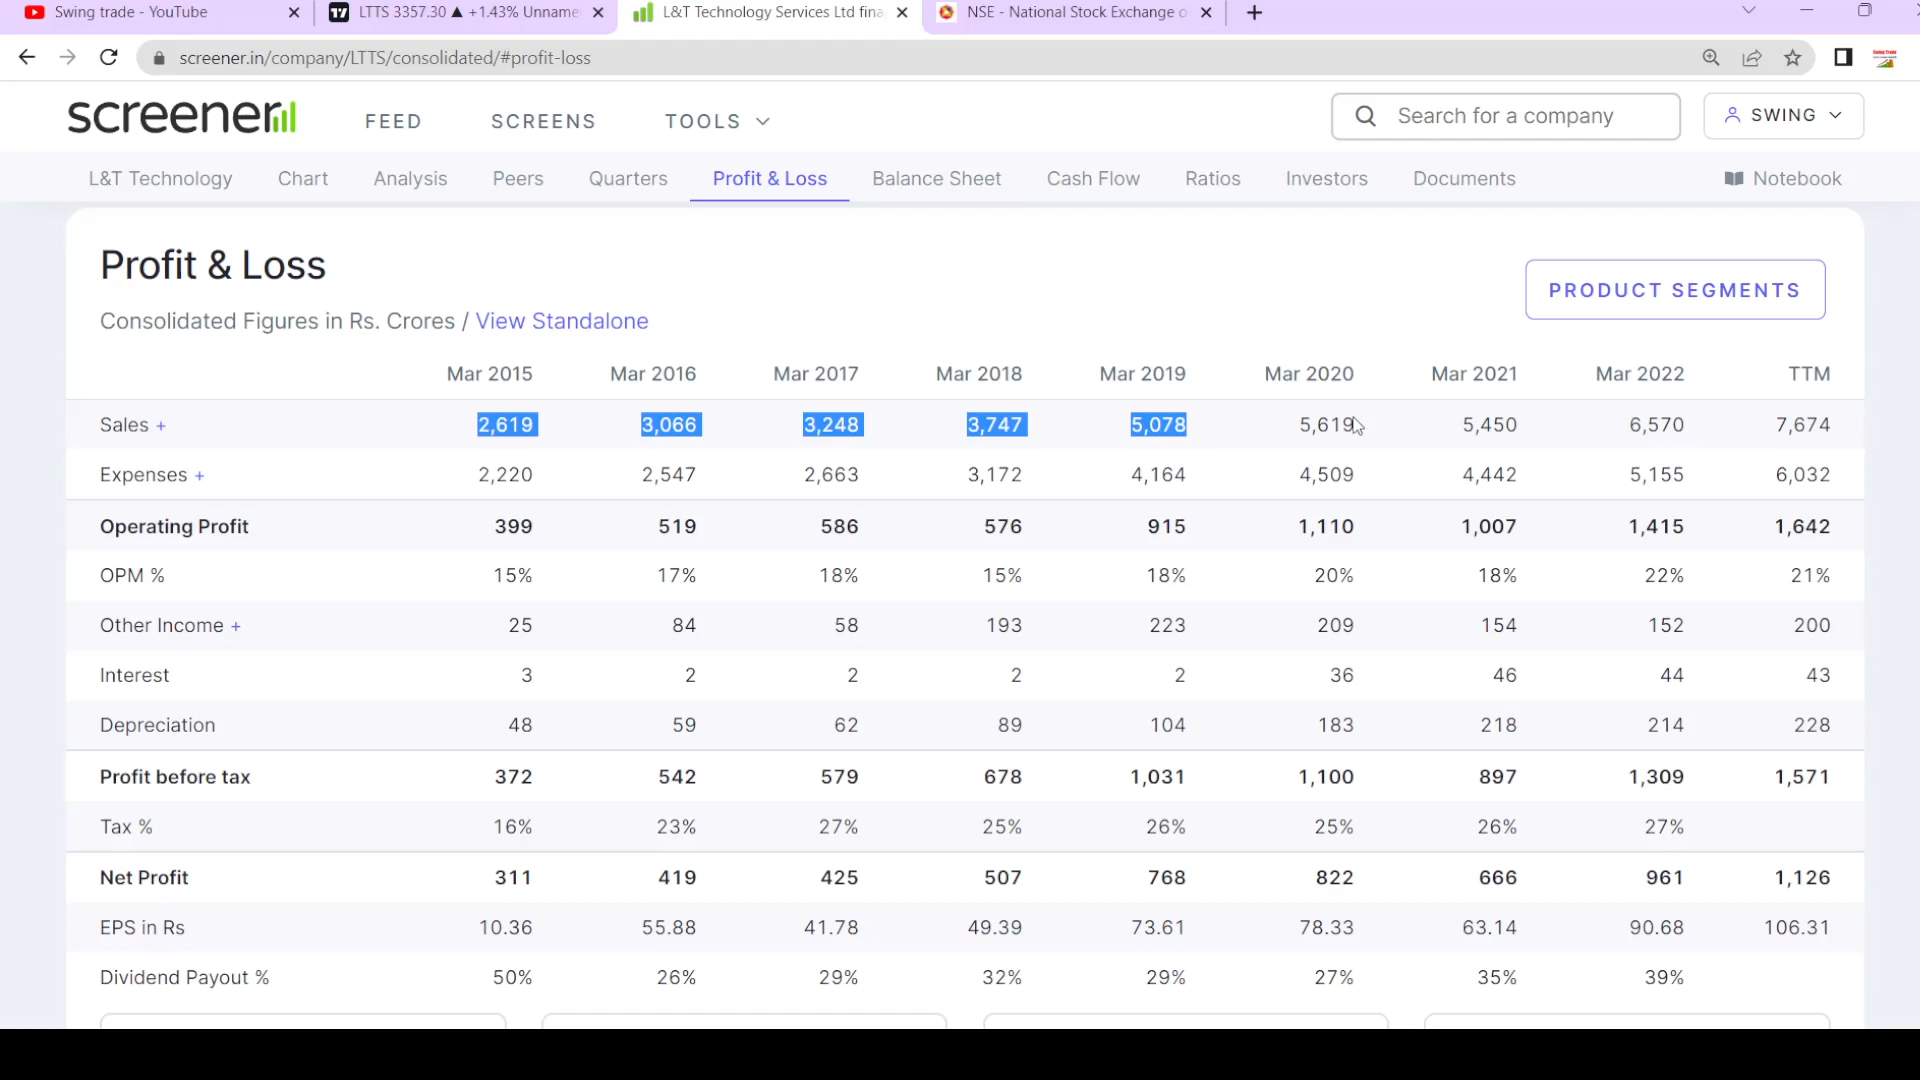 Swing trade - YouTube
LTTS 3357.30 ▲ +1.43% Unname
L&T Technology Services Ltd fina
NSE - National Stock Exchange o
screener.in/company/LTTS/consolidated/#profit-loss
screener FEED SCREENS TOOLS Search for a company SWING
L&T Technology Chart Analysis Peers Quarters Profit & Loss Balance Sheet Cash Flow Ratios Investors Documents Notebook
Profit & Loss
PRODUCT SEGMENTS
Consolidated Figures in Rs. Crores / View Standalone
Mar 2015 Mar 2016 Mar 2017 Mar 2018 Mar 2019 Mar 2020 Mar 2021 Mar 2022 TTM
Sales + 2,619 3,066 3,248 3,747 5,078 5,619 5,450 6,570 7,674
Expenses + 2,220 2,547 2,663 3,172 4,164 4,509 4,442 5,155 6,032
Operating Profit 399 519 586 576 915 1,110 1,007 1,415 1,642
OPM % 15% 17% 18% 15% 18% 20% 18% 22% 21%
Other Income + 25 84 58 193 223 209 154 152 200
Interest 3 2 2 2 2 36 46 44 43
Depreciation 48 59 62 89 104 183 218 214 228
Profit before tax 372 542 579 678 1,031 1,100 897 1,309 1,571
Tax % 16% 23% 27% 25% 26% 25% 26% 27%
Net Profit 311 419 425 507 768 822 666 961 1,126
EPS in Rs 10.36 55.88 41.78 49.39 73.61 78.33 63.14 90.68 106.31
Dividend Payout % 50% 26% 29% 32% 29% 27% 35% 39%